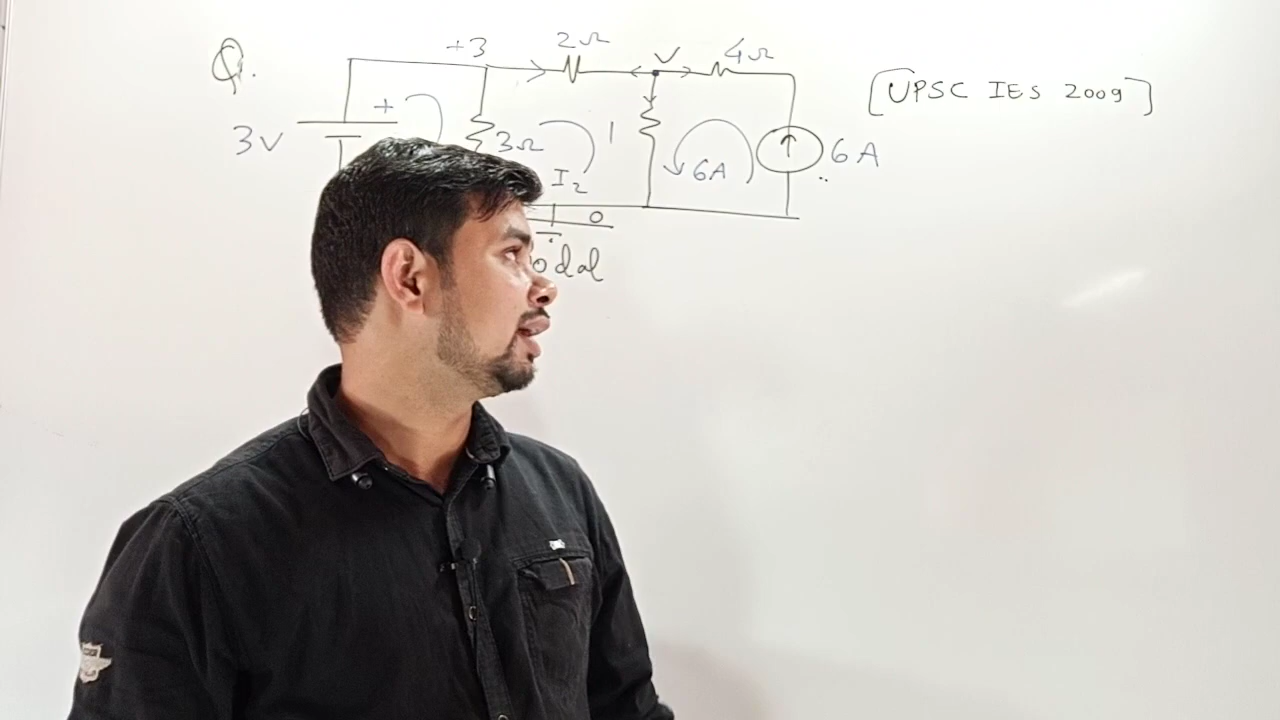 Q.
+3 2Ω V 4Ω
[UPSC IES 2009]
+
3V 3Ω 1 6A 6A
I2
0
odal